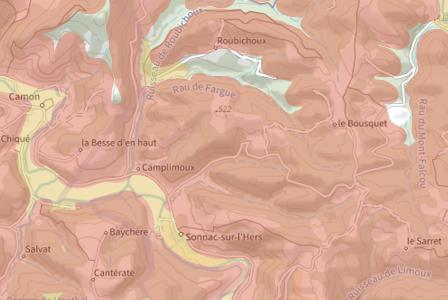 Ruisseau de Roubichoux
Roubichoux
Rau de Fargue
Camon
522
le Bousquet
Chiqué
la Besse d'en haut
Rau du Mont-Falcou
Camplimoux
Baychère
Sonnac-sur-l'Hers
Salvat
le Sarret
Cantérate
Ruisseau de Limoux